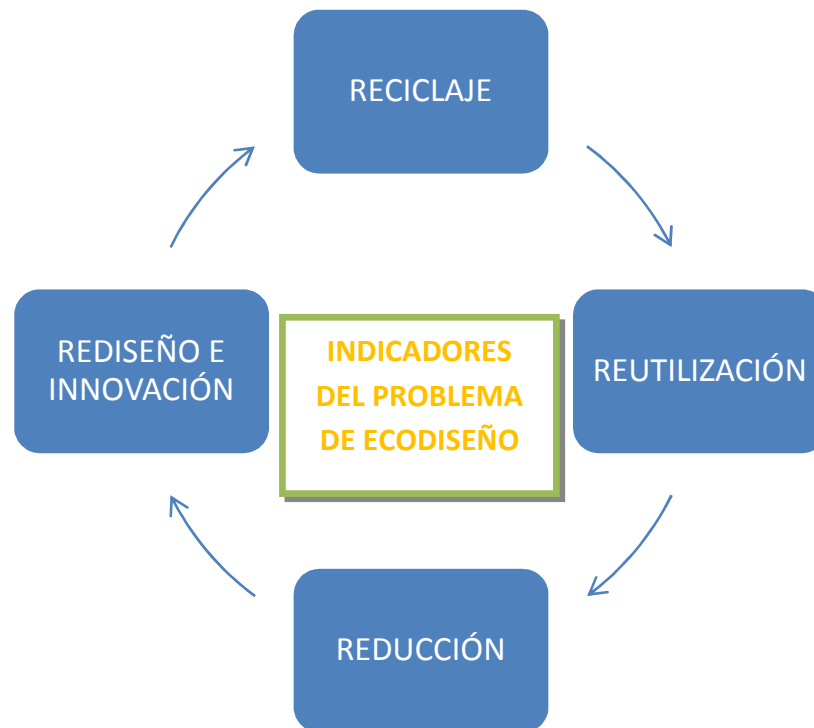 RECICLAJE
REDISEÑO E
INNOVACIÓN
INDICADORES
DEL PROBLEMA
DE ECODISEÑO
REUTILIZACIÓN
REDUCCIÓN